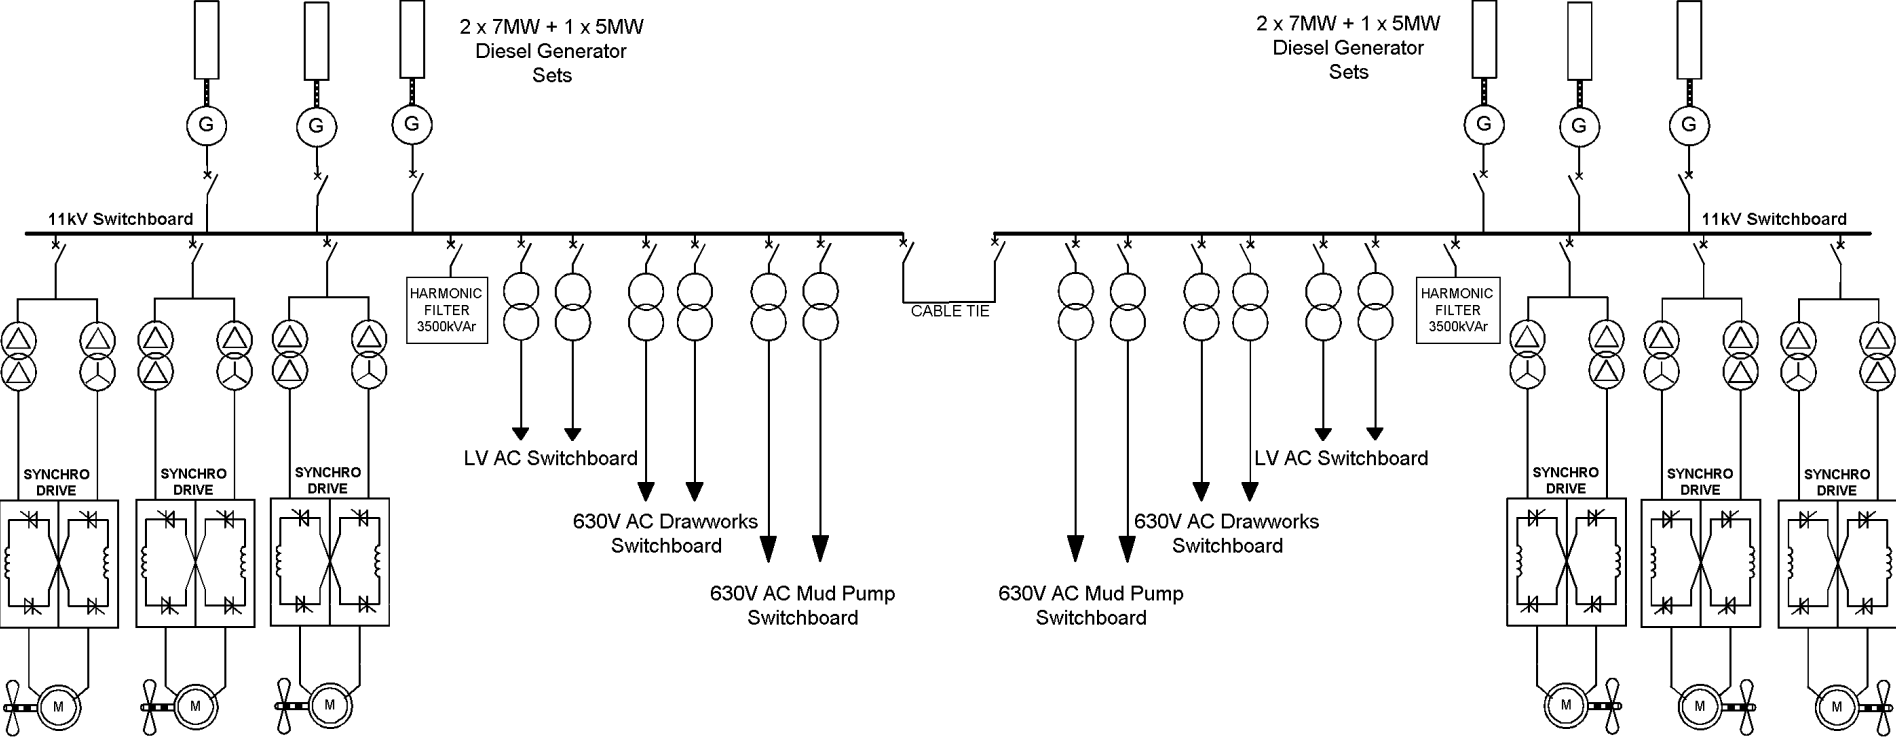 2 x 7MW + 1 x 5MW
Diesel Generator
Sets
2 x 7MW + 1 x 5MW
Diesel Generator
Sets
G
G
G
G
G
G
11kV Switchboard
11kV Switchboard
HARMONIC
FILTER
3500kVAr
CABLE TIE
HARMONIC
FILTER
3500kVAr
LV AC Switchboard
LV AC Switchboard
SYNCHRO
DRIVE
SYNCHRO
DRIVE
SYNCHRO
DRIVE
630V AC Drawworks
Switchboard
630V AC Drawworks
Switchboard
SYNCHRO
DRIVE
SYNCHRO
DRIVE
SYNCHRO
DRIVE
630V AC Mud Pump
Switchboard
630V AC Mud Pump
Switchboard
M
M
M
M
M
M